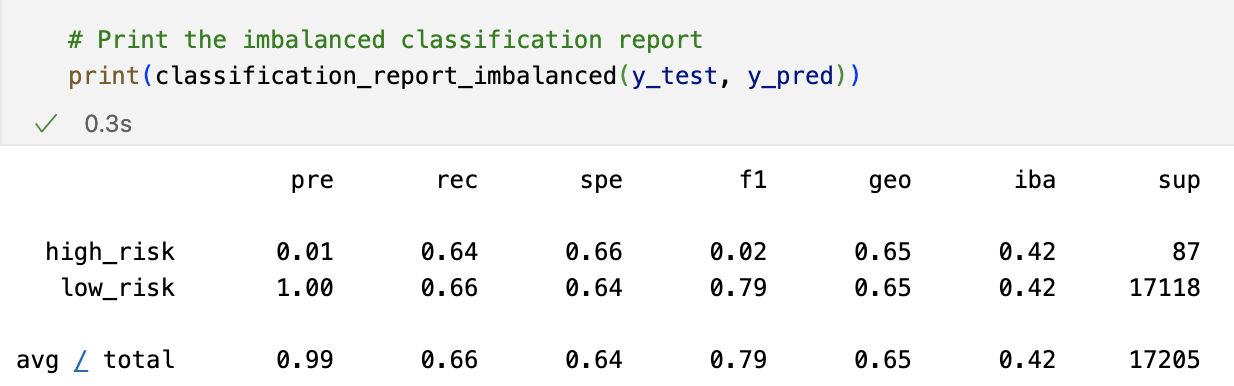 # Print the imbalanced classification report
print(classification_report_imbalanced(y_test, y_pred))
✓ 0.3s
pre rec spe f1 geo iba sup
high_risk 0.01 0.64 0.66 0.02 0.65 0.42 87
low_risk 1.00 0.66 0.64 0.79 0.65 0.42 17118
avg / total 0.99 0.66 0.64 0.79 0.65 0.42 17205